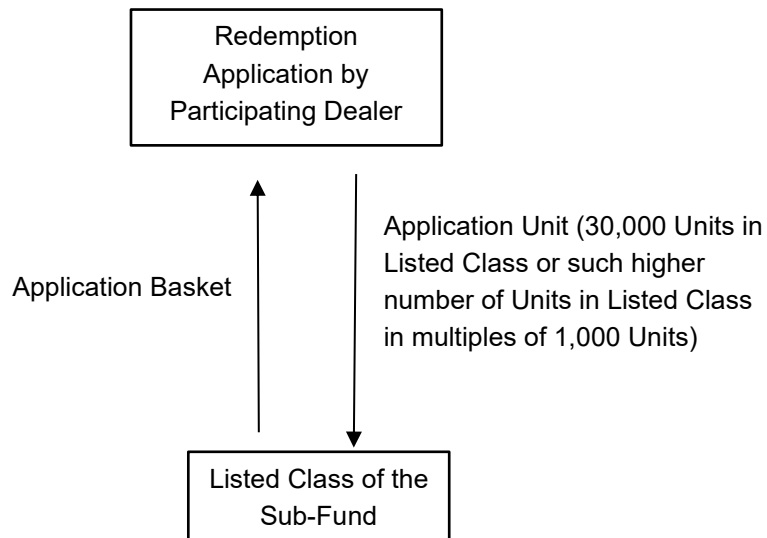 Redemption
Application by
Participating Dealer
Application Basket
Application Unit (30,000 Units in
Listed Class or such higher
number of Units in Listed Class
in multiples of 1,000 Units)
Listed Class of the
Sub-Fund